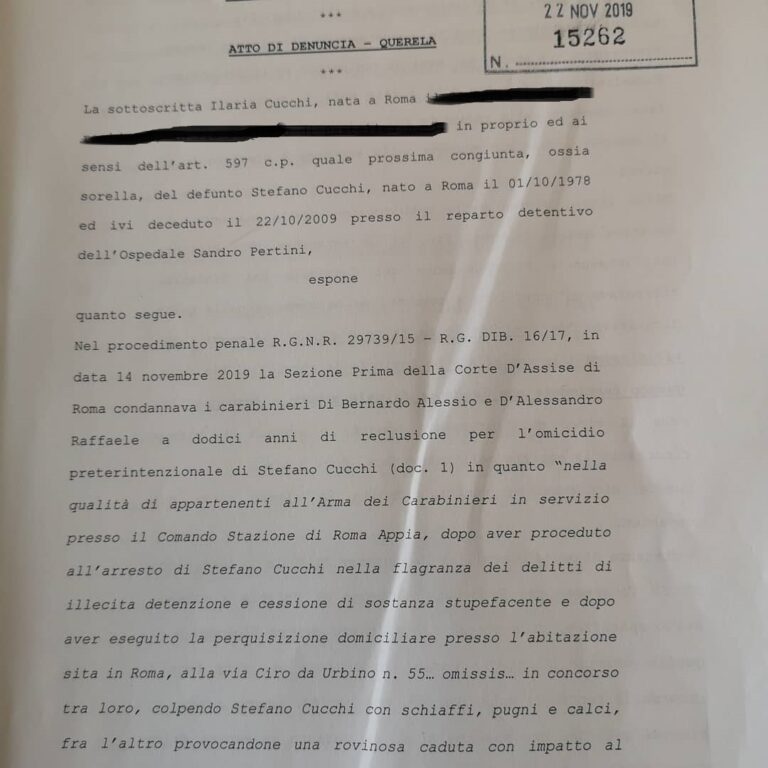 ***
22 NOV 2019
ATTO DI DENUNCIA – QUERELA
15262
***
N.
La sottoscritta Ilaria Cucchi, nata a Roma
in proprio ed ai
sensi dell'art. 597 c.p. quale prossima congiunta, ossia
sorella, del defunto Stefano Cucchi, nato a Roma il 01/10/1978
ed ivi deceduto il 22/10/2009 presso il reparto detentivo
dell'Ospedale Sandro Pertini,
espone
quanto segue.
Nel procedimento penale R.G.N.R. 29739/15 – R.G. DIB. 16/17, in
data 14 novembre 2019 la Sezione Prima della Corte D'Assise di
Roma condannava i carabinieri Di Bernardo Alessio e D'Alessandro
Raffaele a dodici anni di reclusione per l'omicidio
preterintenzionale di Stefano Cucchi (doc. 1) in quanto "nella
qualità di appartenenti all'Arma dei Carabinieri in servizio
presso il Comando Stazione di Roma Appia, dopo aver proceduto
all'arresto di Stefano Cucchi nella flagranza dei delitti di
illecita detenzione e cessione di sostanza stupefacente e dopo
aver eseguito la perquisizione domiciliare presso l'abitazione
sita in Roma, alla via Ciro da Urbino n. 55… omissis… in concorso
tra loro, colpendo Stefano Cucchi con schiaffi, pugni e calci,
fra l'altro provocandone una rovinosa caduta con impatto al